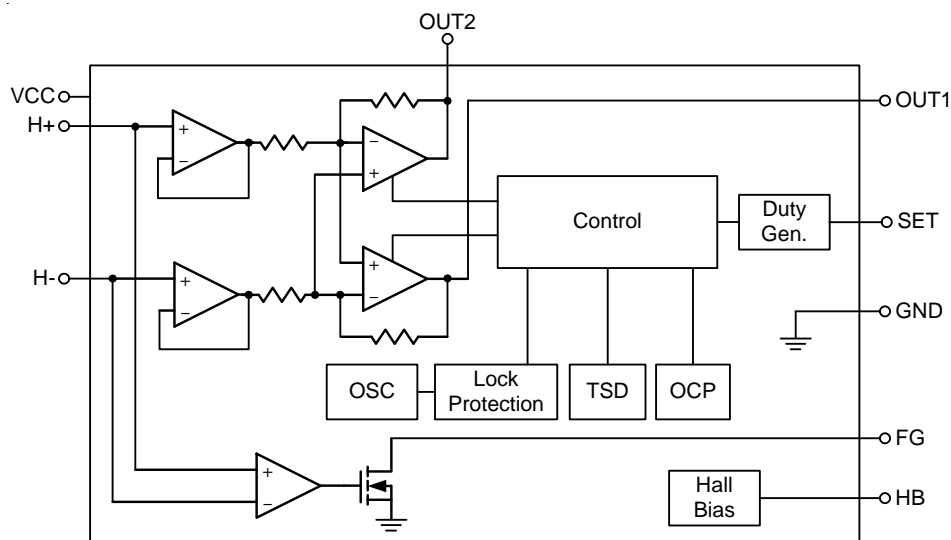 OUT2
VCC
OUT1
H+
+
−
−
+
Control
Duty
Gen.
SET
H-
+
−
+
−
GND
OSC
Lock
Protection
TSD
OCP
FG
+
−
Hall
Bias
HB